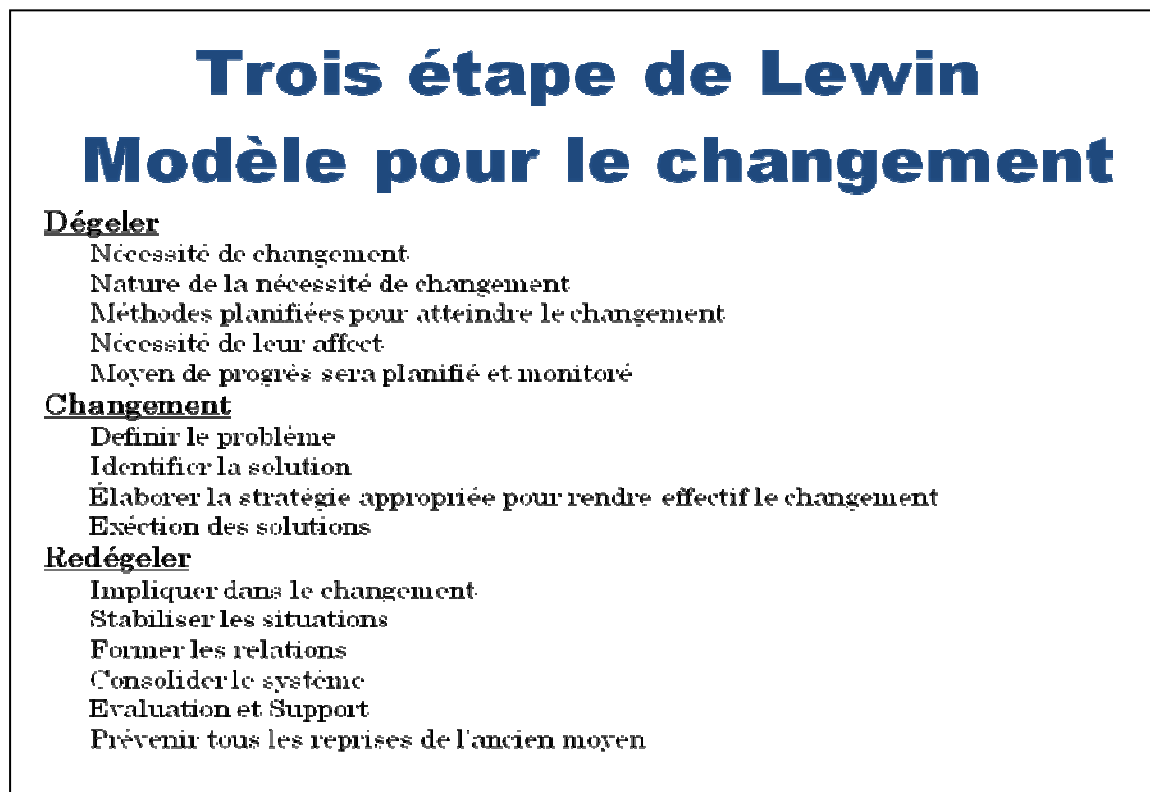 Trois étape de Lewin
Modèle pour le changement
Dégeler
Nécessité de changement
Nature de la nécessité de changement
Méthodes planifiées pour atteindre le changement
Nécessité de leur affect
Moyen de progrès sera planifié et monitoré
Changement
Definir le problème
Identifier la solution
Élaborer la stratégie appropriée pour rendre effectif le changement
Exéction des solutions
Redégeler
Impliquer dans le changement
Stabiliser les situations
Former les relations
Consolider le système
Evaluation et Support
Prévenir tous les reprises de l'ancien moyen